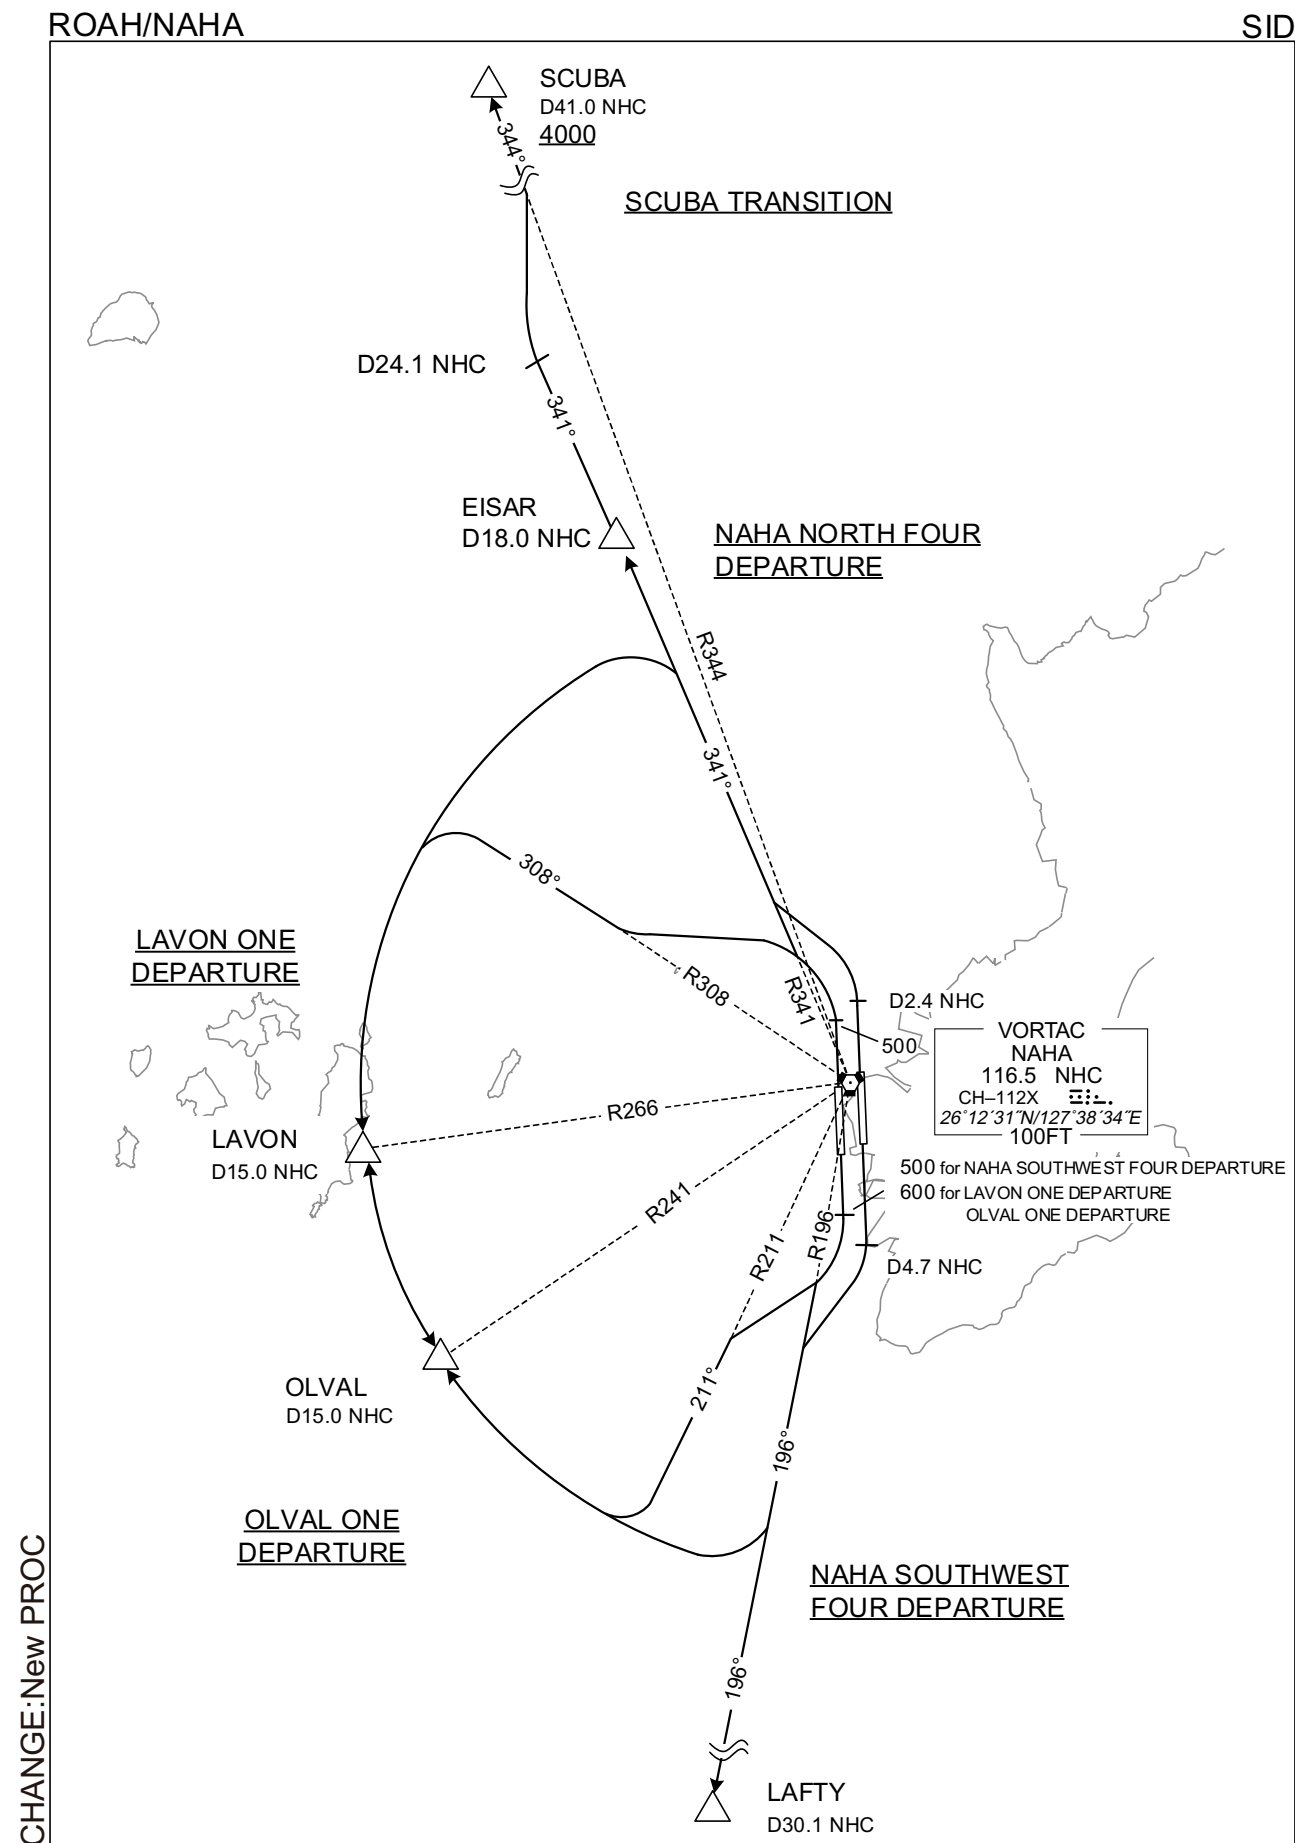 ROAH/NAHA
SID
SCUBA
D41.0 NHC
4000
344°
SCUBA TRANSITION
D24.1 NHC
341°
EISAR
D18.0 NHC
NAHA NORTH FOUR
DEPARTURE
R344
341°
308°
LAVON ONE
DEPARTURE
R308
R341
D2.4 NHC
500
VORTAC
NAHA
116.5 NHC
CH–112X
26°12′31″N/127°38′34″E
100FT
R266
LAVON
D15.0 NHC
500 for NAHA SOUTHWEST FOUR DEPARTURE
600 for LAVON ONE DEPARTURE
OLVAL ONE DEPARTURE
R241
R211
R196
D4.7 NHC
OLVAL
D15.0 NHC
211°
196°
OLVAL ONE
DEPARTURE
NAHA SOUTHWEST
FOUR DEPARTURE
196°
LAFTY
D30.1 NHC
CHANGE:New PROC